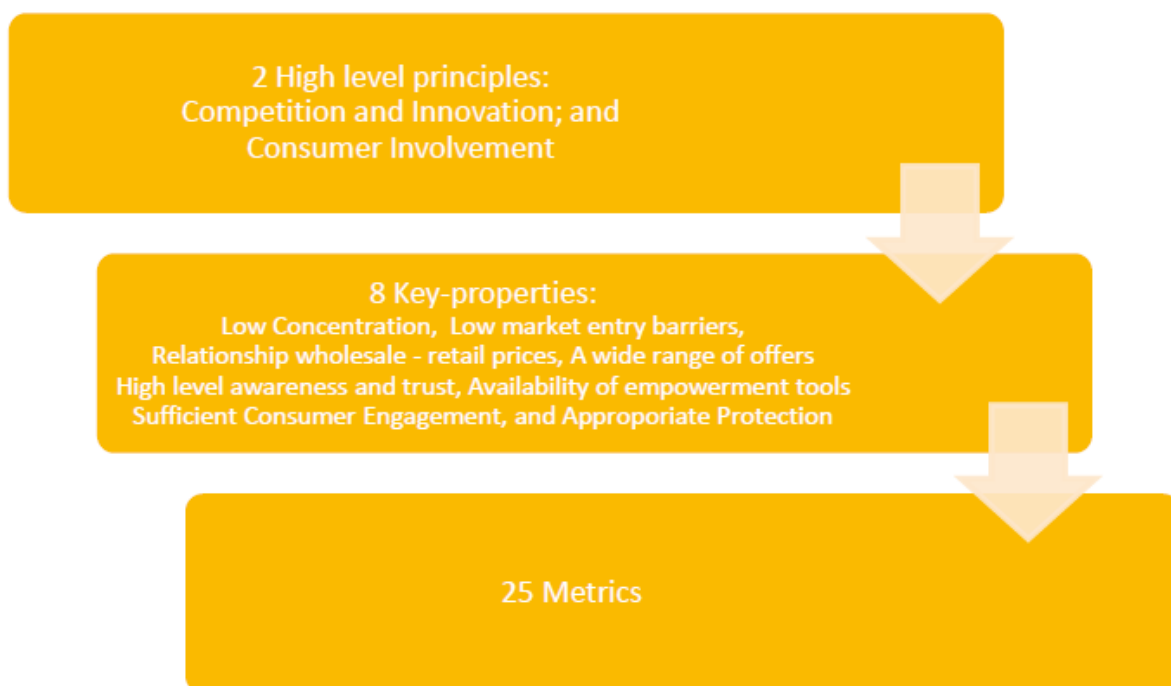 2 High level principles:
Competition and Innovation; and
Consumer Involvement
8 Key-properties:
Low Concentration, Low market entry barriers,
Relationship wholesale - retail prices, A wide range of offers
High level awareness and trust, Availability of empowerment tools
Sufficient Consumer Engagement, and Approporiate Protection
25 Metrics